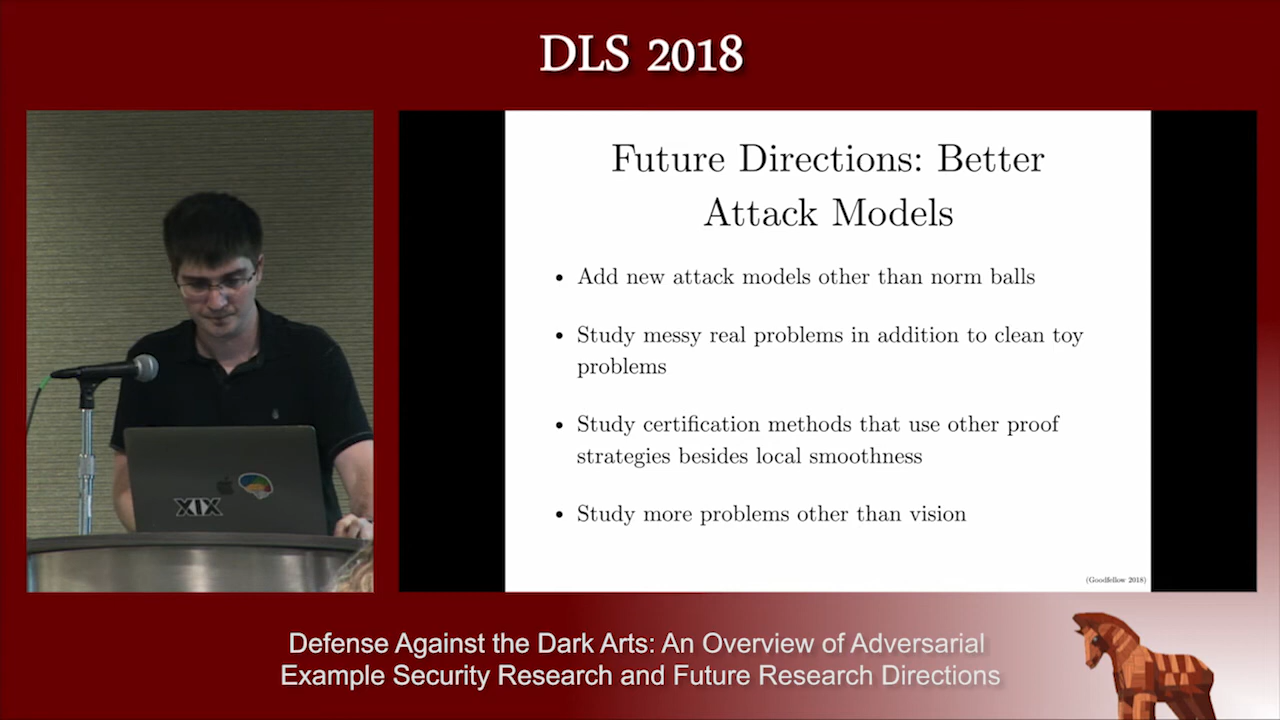 DLS 2018
Future Directions: Better
Attack Models
• Add new attack models other than norm balls
• Study messy real problems in addition to clean toy
problems
• Study certification methods that use other proof
strategies besides local smoothness
• Study more problems other than vision
(Goodfellow 2018)
XIX
Defense Against the Dark Arts: An Overview of Adversarial
Example Security Research and Future Research Directions